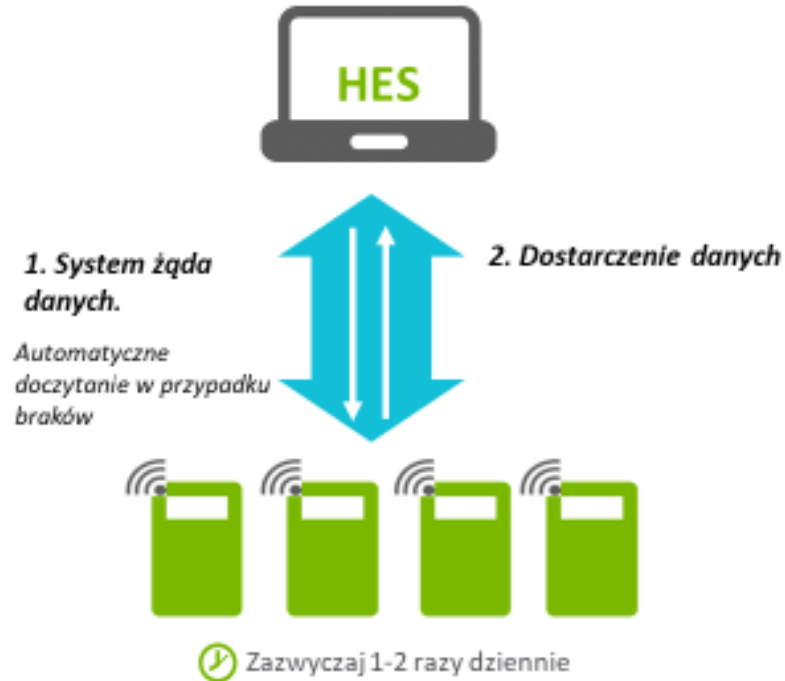 HES
1. System żąda
danych.
Automatyczne
doczytanie w przypadku
braków
2. Dostarczenie danych
Zazwyczaj 1-2 razy dziennie